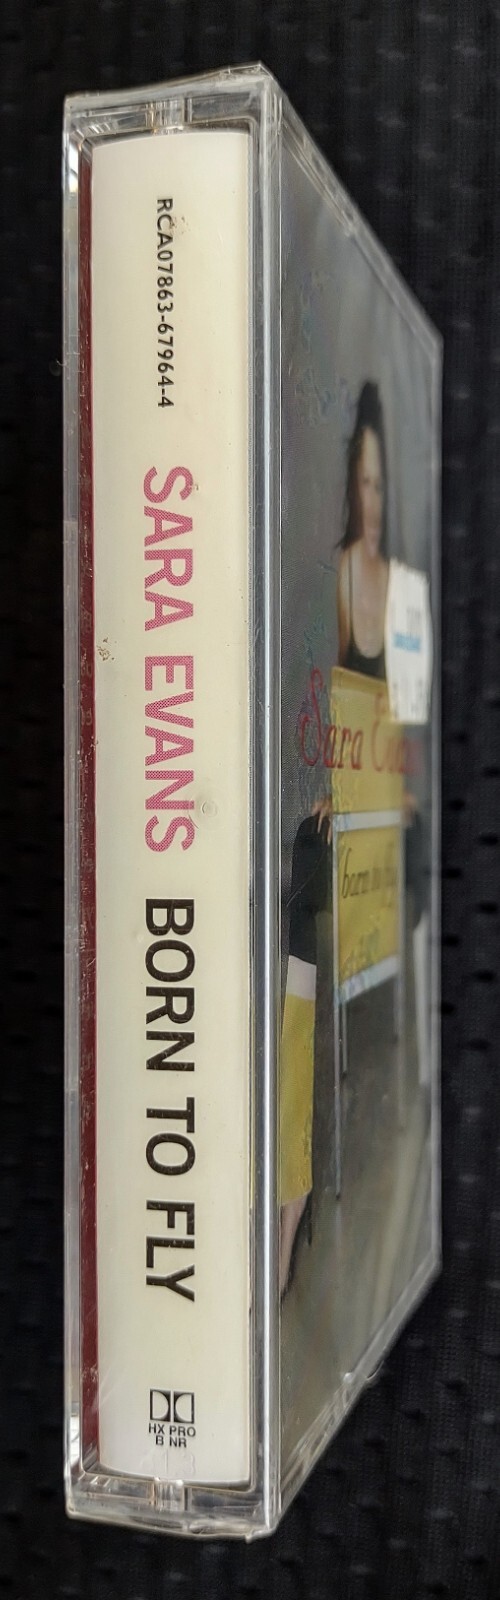 RCA07863-67964-4
SARA EVANS BORN TO FLY
HX PRO
B NR
Sara Evans
born to fly